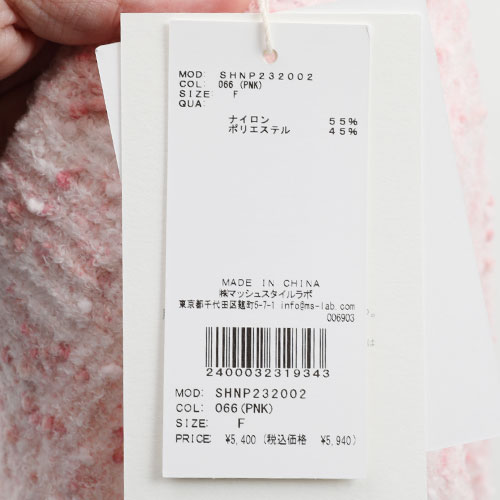 MOD: SHNP232002
COL: 066 (PNK)
SIZE: F
QUA:
ナイロン 55%
ポリエステル 45%
MADE IN CHINA
㈱マッシュスタイルラボ
東京都千代田区麹町5-7-1 info@ms-lab.com
006903
は
2400032319343
MOD: SHNP232002
COL: 066(PNK)
SIZE: F
PRICE: ¥5,400 (税込価格 ¥5,940)